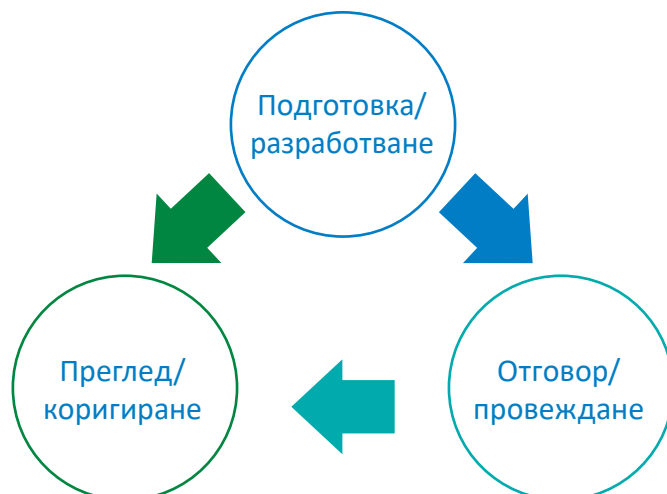 Подготовка/
разработване
Преглед/
коригиране
Отговор/
провеждане